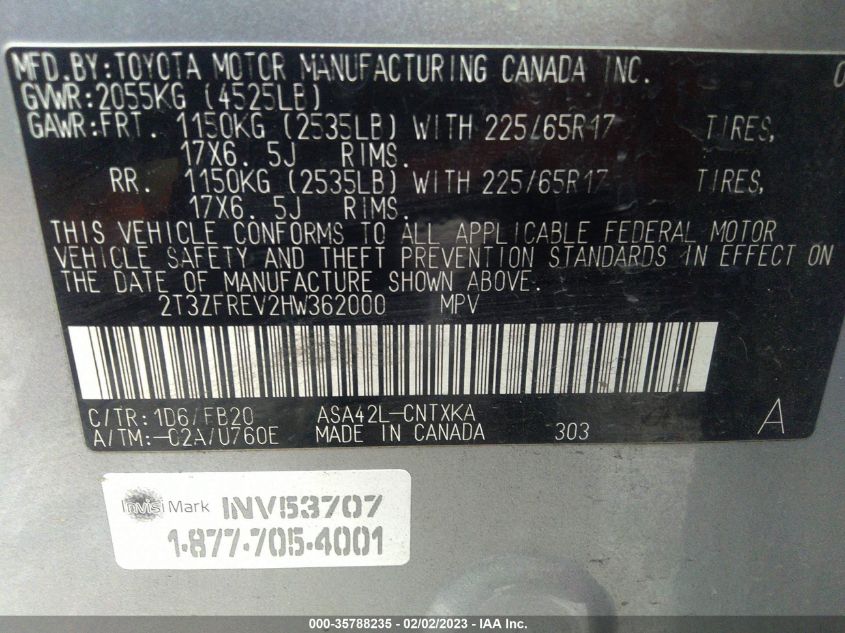 MFD.BY:TOYOTA MOTOR MANUFACTURING CANADA INC. 0
GVWR:2055KG (4525LB)
GAWR:FRT. 1150KG (2535LB) WITH 225/65R17 TIRES,
17X6. 5J RIMS.
RR. 1150KG (2535LB) WITH 225/65R17 TIRES,
17X6. 5J RIMS.
THIS VEHICLE CONFORMS TO ALL APPLICABLE FEDERAL MOTOR
VEHICLE SAFETY AND THEFT PREVENTION STANDARDS IN EFFECT ON
THE DATE OF MANUFACTURE SHOWN ABOVE.
2T3ZFREV2HW362000 MPV
C/TR:1D6/FB20 ASA42L-CNTXKA
A/TM:-C2A/U760E MADE IN CANADA 303 A
InvisiMark INV53707
1-877-705-4001
000-35788235 - 02/02/2023 - IAA Inc.